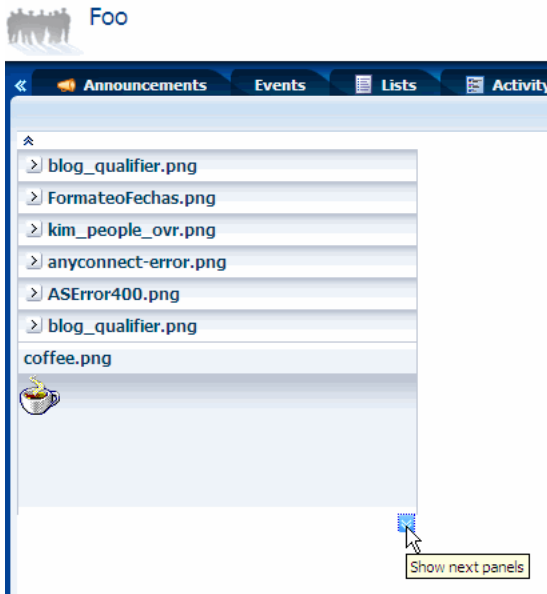 Foo
Announcements Events Lists Activity
blog_qualifier.png
FormateoFechas.png
kim_people_ovr.png
anyconnect-error.png
ASError400.png
blog_qualifier.png
coffee.png
Show next panels